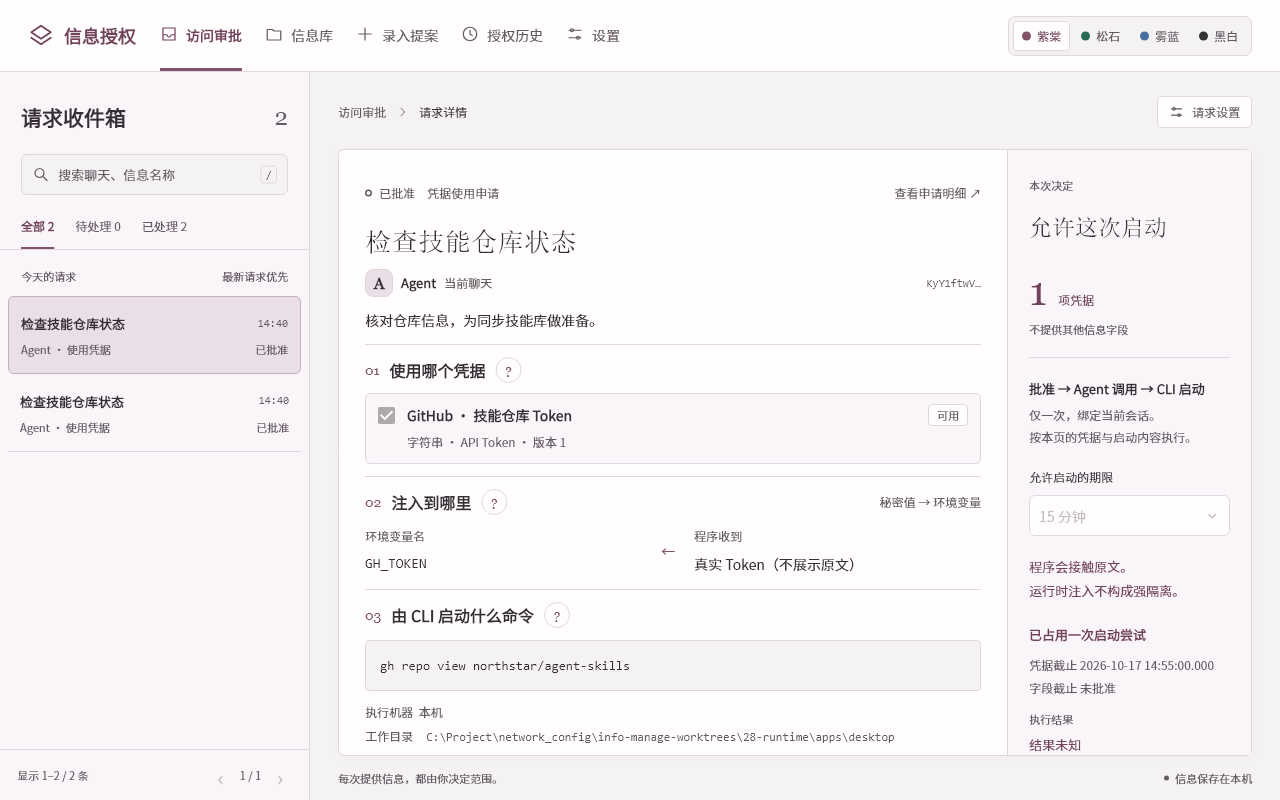 信息授权
访问审批
信息库
录入提案
授权历史
设置
紫棠
松石
雾蓝
黑白
请求收件箱
2
搜索聊天、信息名称
/
全部 2
待处理 0
已处理 2
今天的请求
最新请求优先
检查技能仓库状态
14:40
Agent · 使用凭据
已批准
检查技能仓库状态
14:40
Agent · 使用凭据
已批准
显示 1–2 / 2 条
‹
1 / 1
›
访问审批
请求详情
请求设置
已批准
凭据使用申请
查看申请明细 ↗
检查技能仓库状态
A
Agent
当前聊天
KyY1ftwV…
核对仓库信息，为同步技能库做准备。
01
使用哪个凭据
?
GitHub · 技能仓库 Token
可用
字符串 · API Token · 版本 1
02
注入到哪里
?
秘密值 → 环境变量
环境变量名
GH_TOKEN
←
程序收到
真实 Token（不展示原文）
03
由 CLI 启动什么命令
?
gh repo view northstar/agent-skills
执行机器 本机
工作目录 C:\Project\network_config\info-manage-worktrees\28-runtime\apps\desktop
本次决定
允许这次启动
1
项凭据
不提供其他信息字段
批准 → Agent 调用 → CLI 启动
仅一次，绑定当前会话。
按本页的凭据与启动内容执行。
允许启动的期限
15 分钟
程序会接触原文。
运行时注入不构成强隔离。
已占用一次启动尝试
凭据截止 2026-10-17 14:55:00.000
字段截止 未批准
执行结果
结果未知
每次提供信息，都由你决定范围。
信息保存在本机